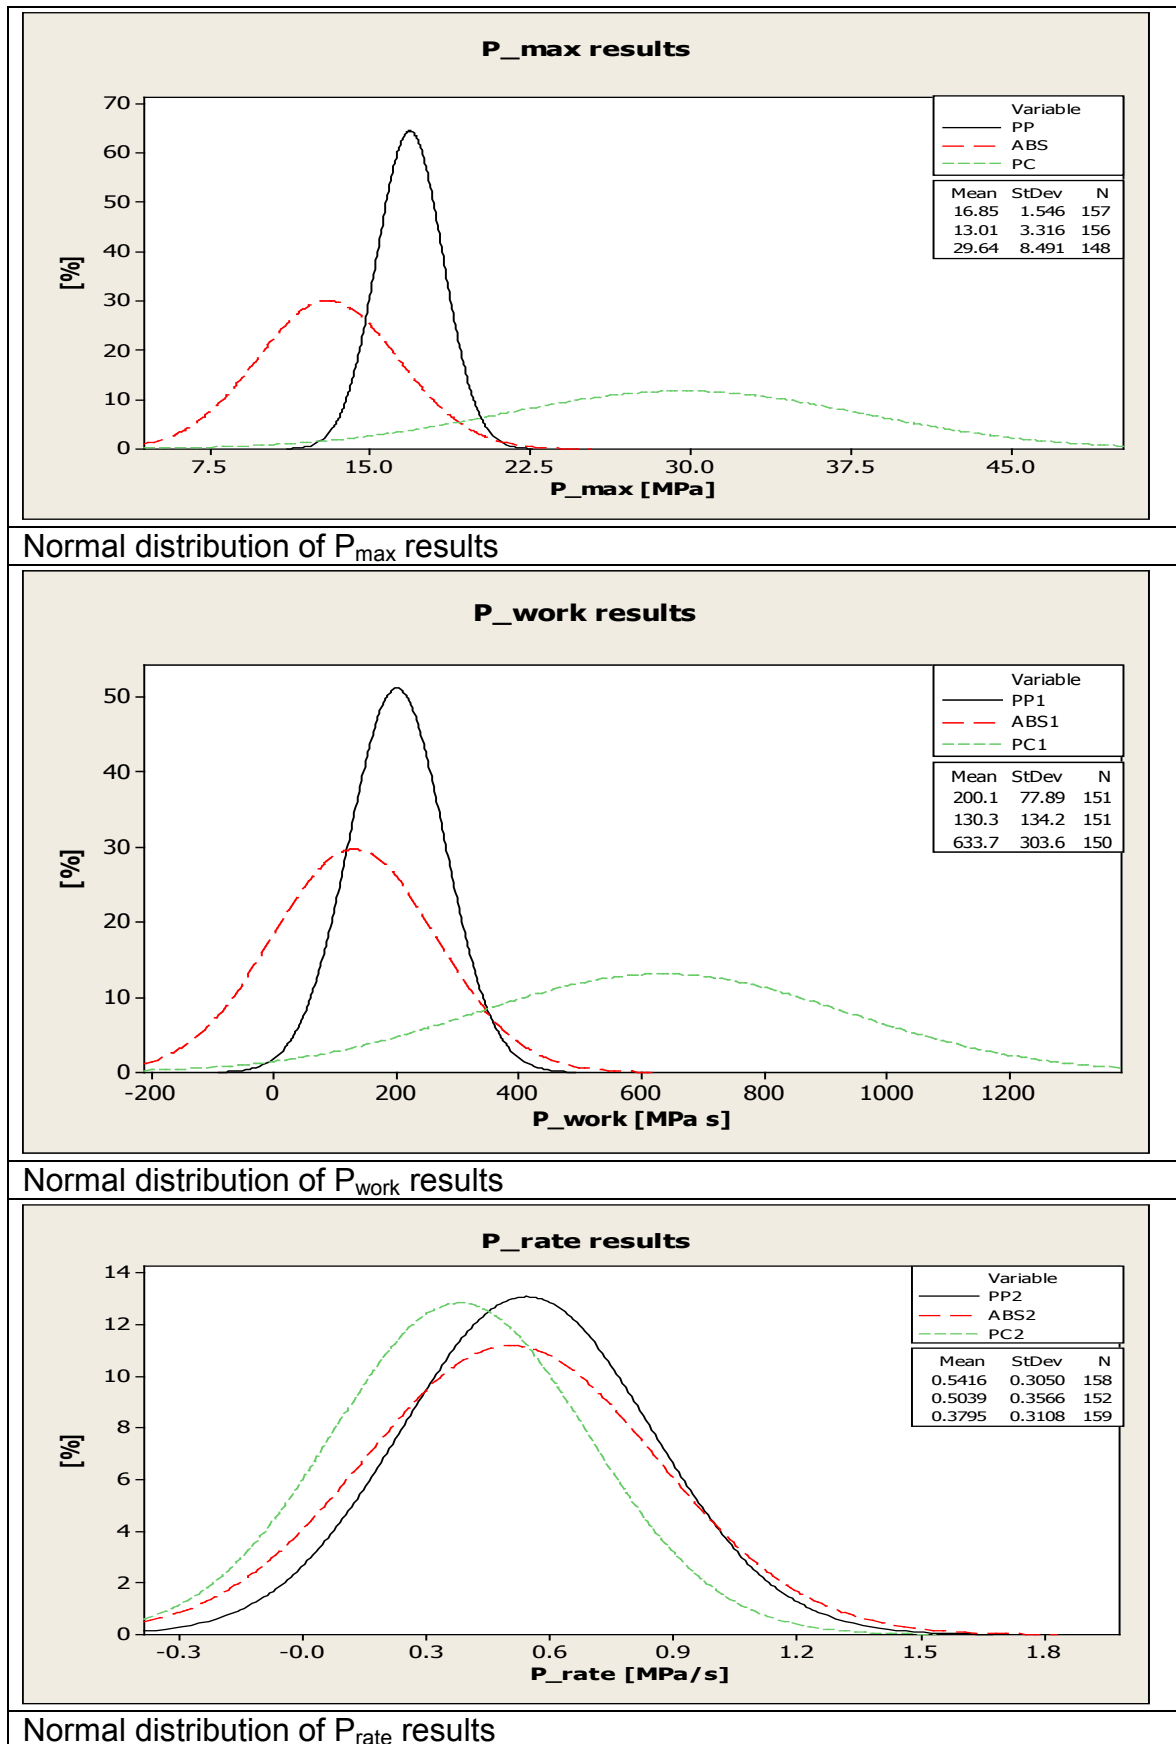 P_max results
70
60
50
40
30
20
10
0
[%]
7.5 15.0 22.5 30.0 37.5 45.0
P_max [MPa]
Variable
PP
ABS
PC
Mean StDev N
16.85 1.546 157
13.01 3.316 156
29.64 8.491 148
Normal distribution of Pmax results
P_work results
50
40
30
20
10
0
[%]
-200 0 200 400 600 800 1000 1200
P_work [MPa s]
Variable
PP1
ABS1
PC1
Mean StDev N
200.1 77.89 151
130.3 134.2 151
633.7 303.6 150
Normal distribution of Pwork results
P_rate results
14
12
10
8
6
4
2
0
[%]
-0.3 -0.0 0.3 0.6 0.9 1.2 1.5 1.8
P_rate [MPa/s]
Variable
PP2
ABS2
PC2
Mean StDev N
0.5416 0.3050 158
0.5039 0.3566 152
0.3795 0.3108 159
Normal distribution of Prate results